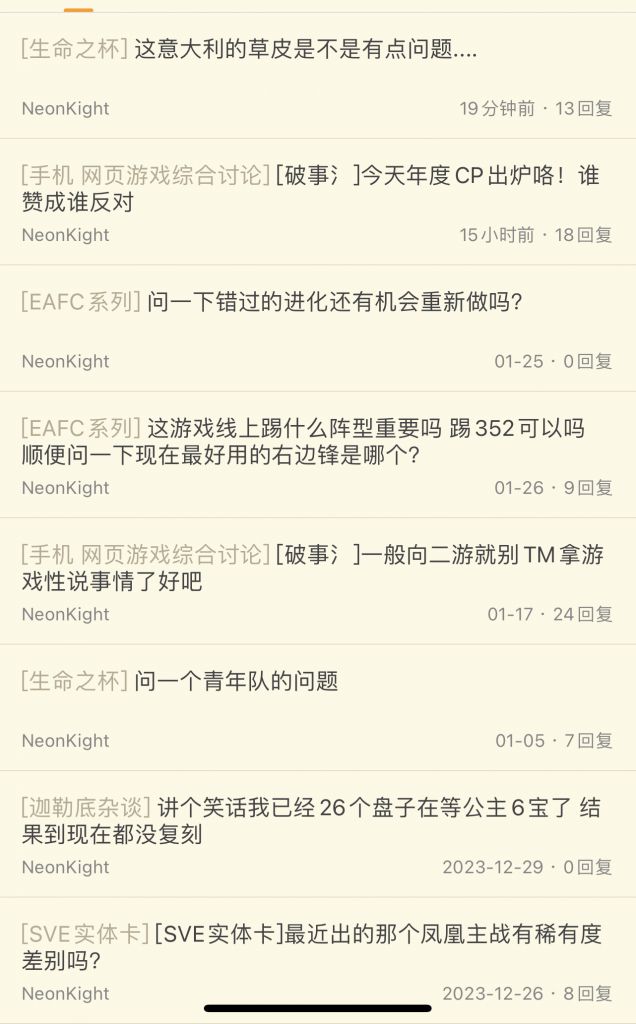 [生命之杯] 这意大利的草皮是不是有点问题....
NeonKight 19分钟前 · 13回复
[手机 网页游戏综合讨论] [破事氵]今天年度CP出炉咯！谁
赞成谁反对
NeonKight 15小时前 · 18回复
[EAFC系列] 问一下错过的进化还有机会重新做吗?
NeonKight 01-25 · 0回复
[EAFC系列] 这游戏线上踢什么阵型重要吗 踢352可以吗
顺便问一下现在最好用的右边锋是哪个?
NeonKight 01-26 · 9回复
[手机 网页游戏综合讨论] [破事氵]一般向二游就别TM拿游
戏性说事情了好吧
NeonKight 01-17 · 24回复
[生命之杯] 问一个青年队的问题
NeonKight 01-05 · 7回复
[迦勒底杂谈] 讲个笑话我已经26个盘子在等公主6宝了 结
果到现在都没复刻
NeonKight 2023-12-29 · 0回复
[SVE实体卡] [SVE实体卡]最近出的那个凤凰主战有稀有度
差别吗?
NeonKight 2023-12-26 · 8回复